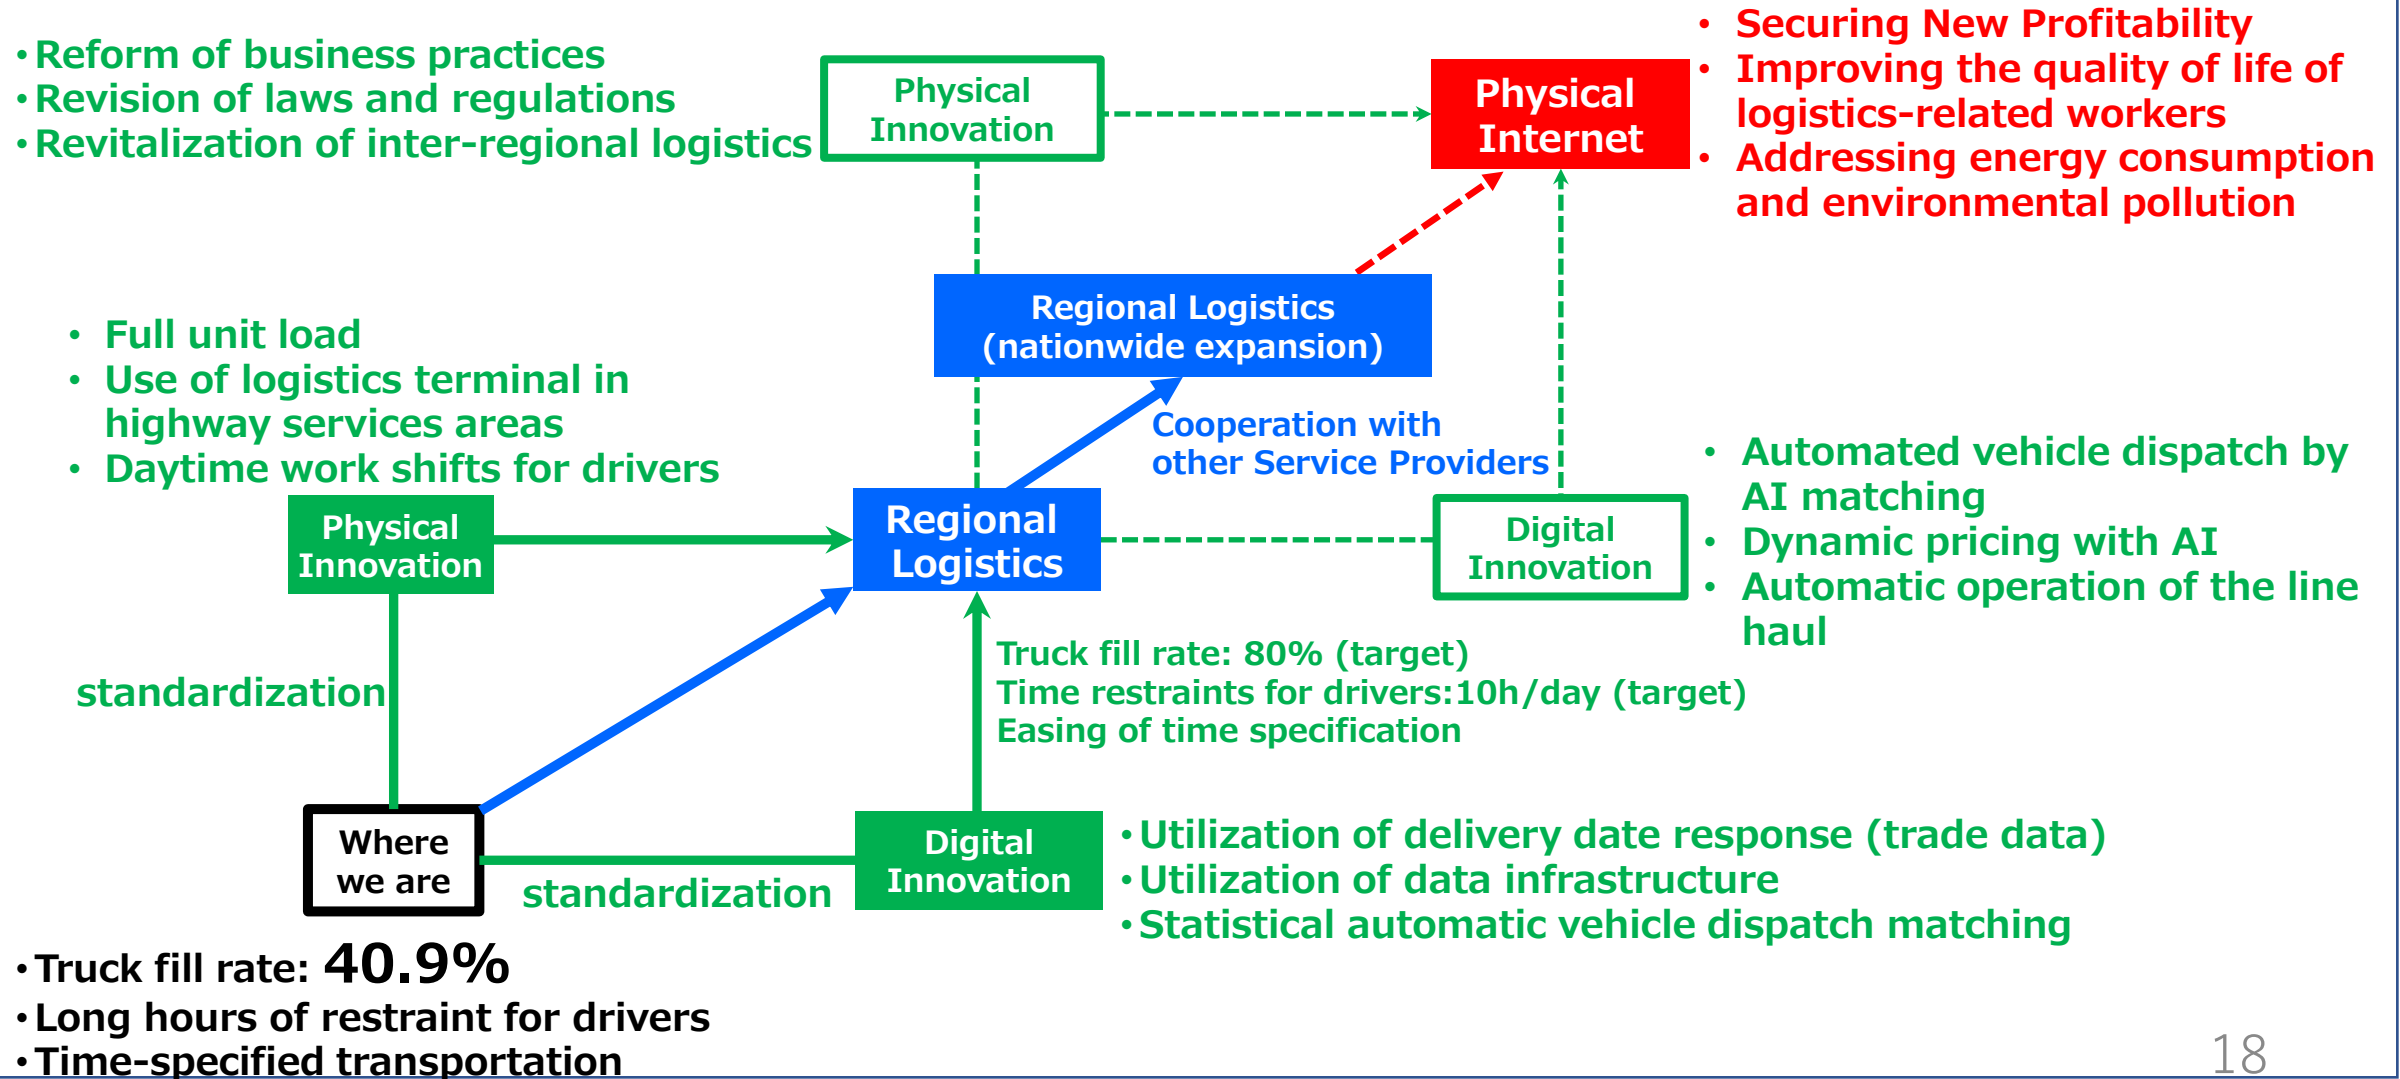 ・Reform of business practices
・Revision of laws and regulations
・Revitalization of inter-regional logistics
Physical
Innovation
Physical
Internet
• Securing New Profitability
• Improving the quality of life of
logistics-related workers
• Addressing energy consumption
and environmental pollution
Regional Logistics
(nationwide expansion)
• Full unit load
• Use of logistics terminal in
highway services areas
• Daytime work shifts for drivers
Cooperation with
other Service Providers
Physical
Innovation
Regional
Logistics
Digital
Innovation
• Automated vehicle dispatch by
AI matching
• Dynamic pricing with AI
• Automatic operation of the line
haul
standardization
Truck fill rate: 80% (target)
Time restraints for drivers:10h/day (target)
Easing of time specification
Where
we are
standardization
Digital
Innovation
・Utilization of delivery date response (trade data)
・Utilization of data infrastructure
・Statistical automatic vehicle dispatch matching
・Truck fill rate: 40.9%
・Long hours of restraint for drivers
・Time-specified transportation
18